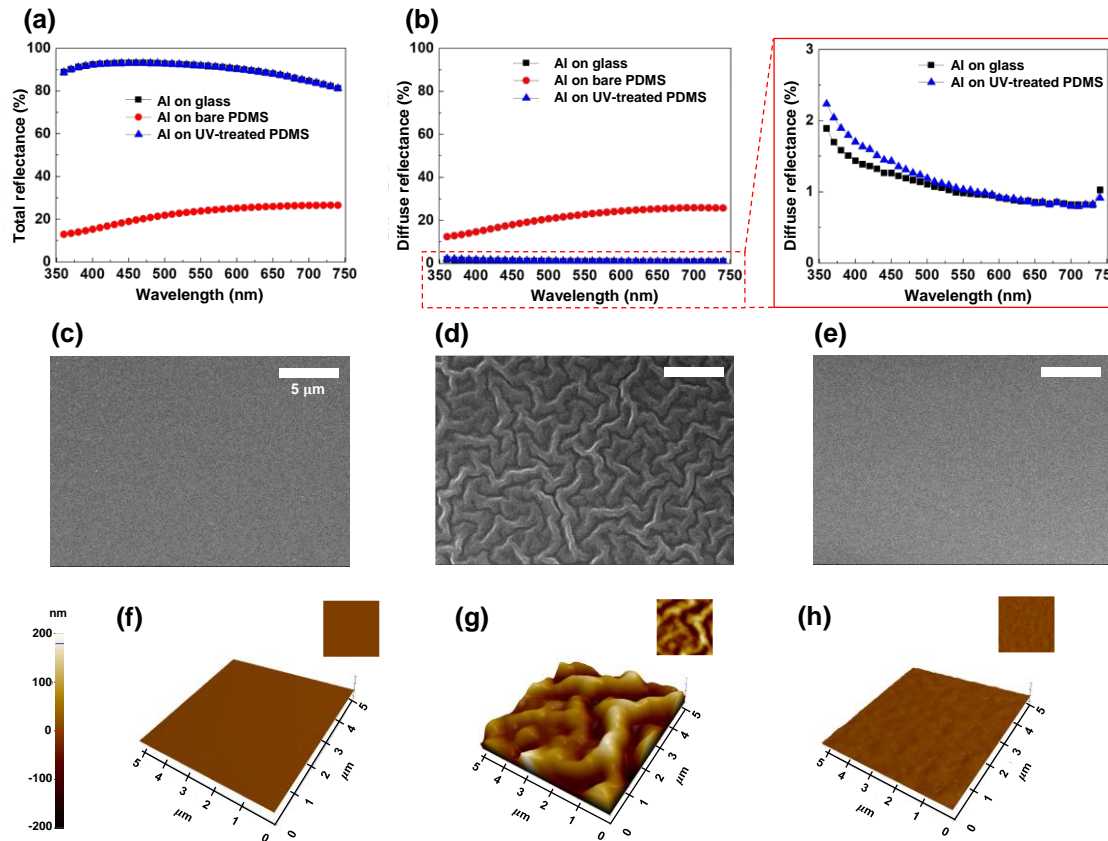 (a)
100
80
60
40
20
0
Total reflectance (%)
Al on glass
Al on bare PDMS
Al on UV-treated PDMS
350 400 450 500 550 600 650 700 750
Wavelength (nm)
(b)
100
80
60
40
20
0
Diffuse reflectance (%)
Al on glass
Al on bare PDMS
Al on UV-treated PDMS
350 400 450 500 550 600 650 700 750
Wavelength (nm)
3
2
1
0
Diffuse reflectance (%)
Al on glass
Al on UV-treated PDMS
350 400 450 500 550 600 650 700 75
Wavelength (nm)
(c)
5 μm
(d)
(e)
nm
200
100
0
-100
-200
(f)
5 4 3 2 1 0
μm
0 1 2 3 4 5
μm
(g)
5 4 3 2 1 0
μm
0 1 2 3 4 5
μm
(h)
5 4 3 2 1 0
μm
0 1 2 3 4 5
μm